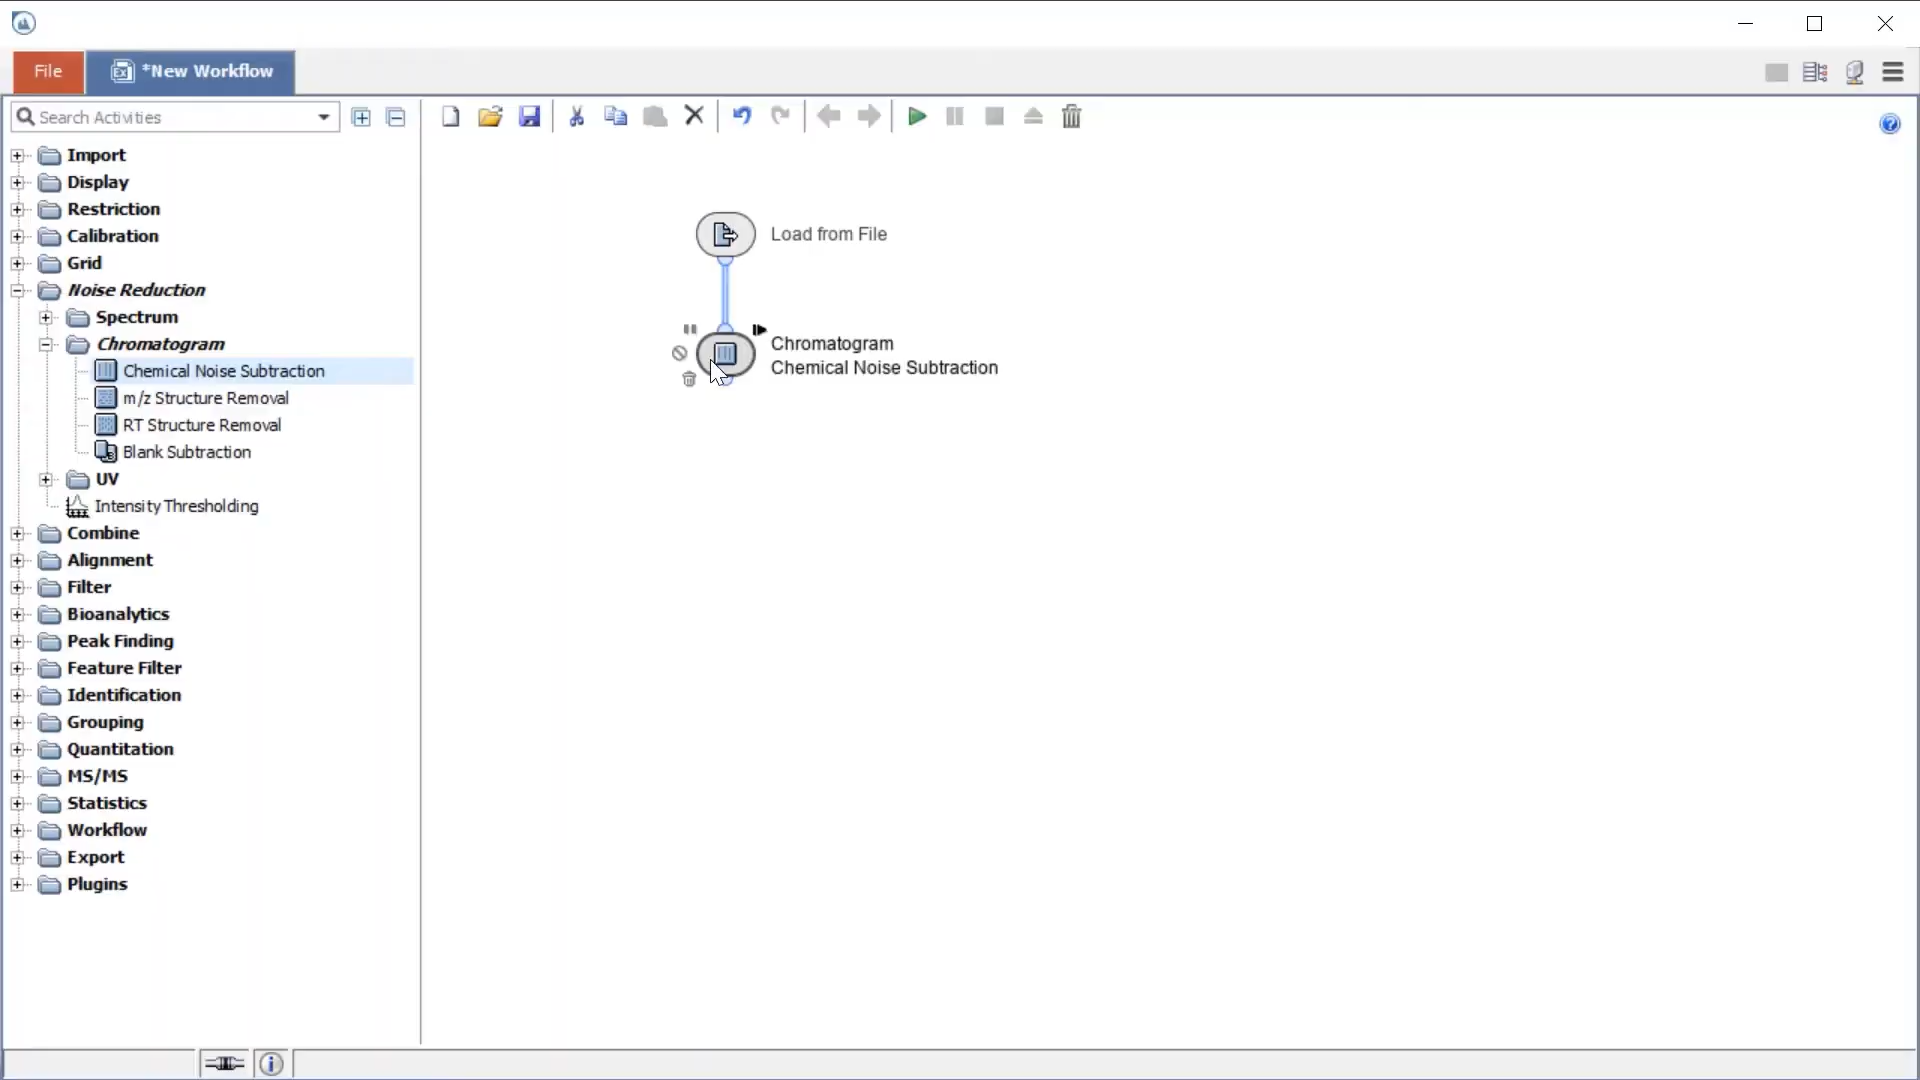 File
*New Workflow
Search Activities
Import
Display
Restriction
Calibration
Grid
Noise Reduction
Spectrum
Chromatogram
Chemical Noise Subtraction
m/z Structure Removal
RT Structure Removal
Blank Subtraction
UV
Intensity Thresholding
Combine
Alignment
Filter
Bioanalytics
Peak Finding
Feature Filter
Identification
Grouping
Quantitation
MS/MS
Statistics
Workflow
Export
Plugins
Load from File
Chromatogram
Chemical Noise Subtraction